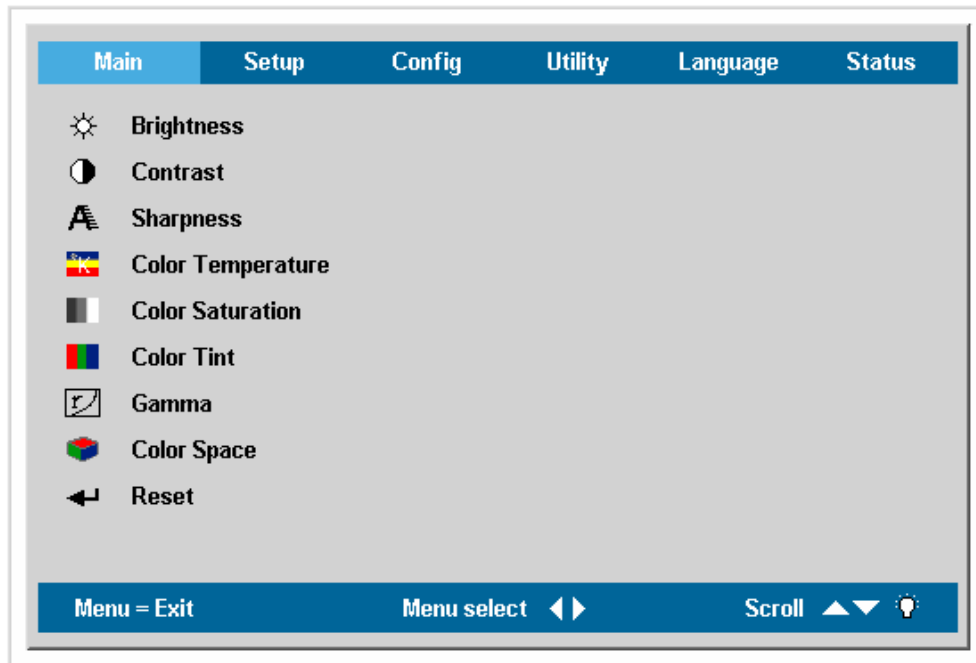 Main Setup Config Utility Language Status
Brightness
Contrast
Sharpness
Color Temperature
Color Saturation
Color Tint
Gamma
Color Space
Reset
Menu = Exit Menu select Scroll